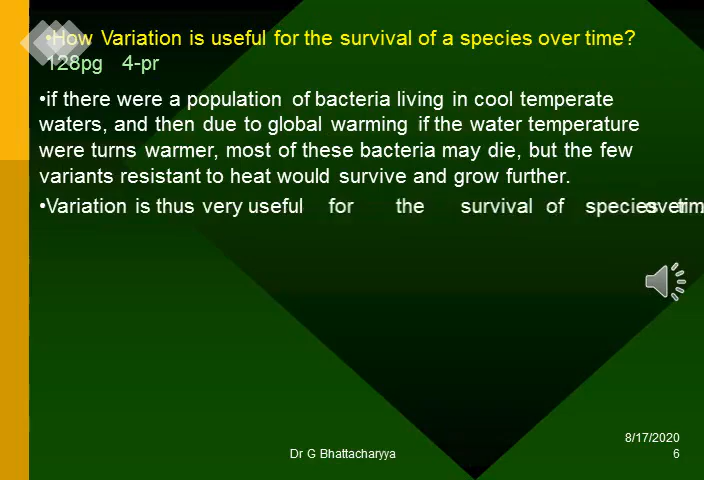 •How Variation is useful for the survival of a species over time?
128pg 4-pr
•if there were a population of bacteria living in cool temperate
waters, and then due to global warming if the water temperature
were turns warmer, most of these bacteria may die, but the few
variants resistant to heat would survive and grow further.
•Variation is thus very useful for the survival of species over
8/17/2020
Dr G Bhattacharyya 6